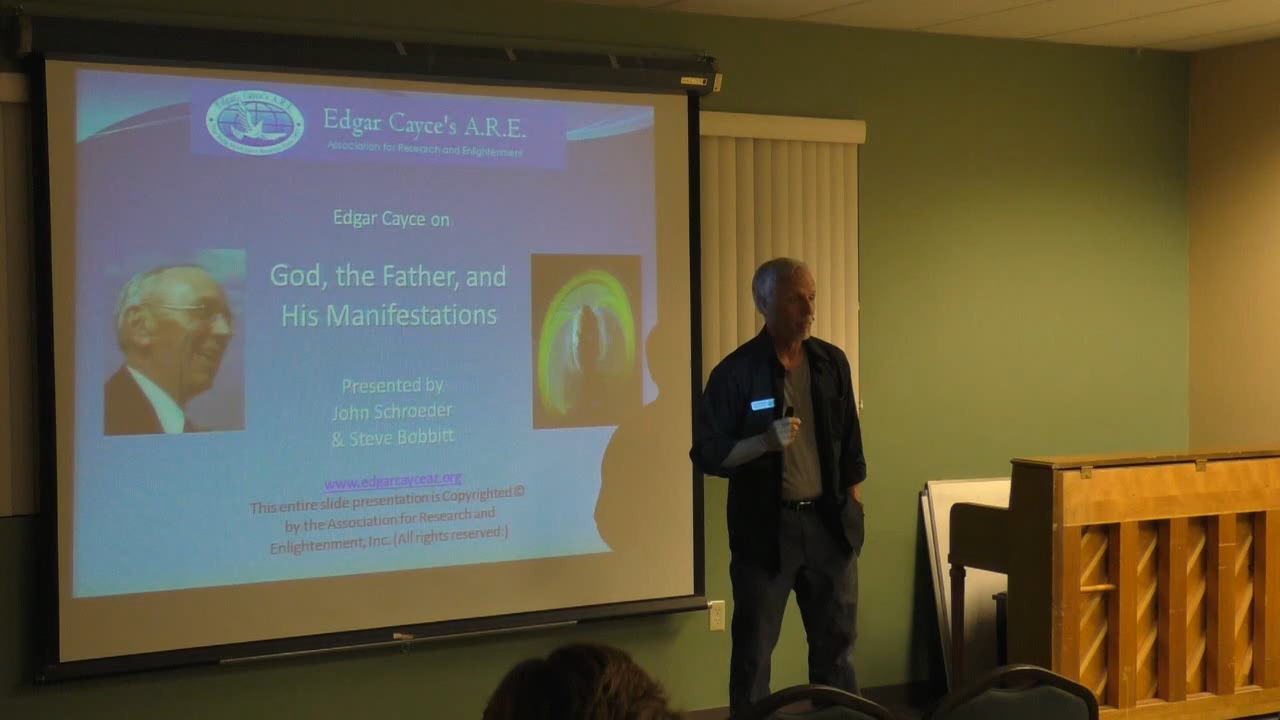 Edgar Cayce's A.R.E.
Edgar Cayce's A.R.E.
Association for Research and Enlightenment
Edgar Cayce on
God, the Father, and
His Manifestations
Presented by
John Schroeder
& Steve Bobbitt
www.edgarcayceaz.org
This entire slide presentation is Copyrighted ©
by the Association for Research and
Enlightenment, Inc. (All rights reserved.)